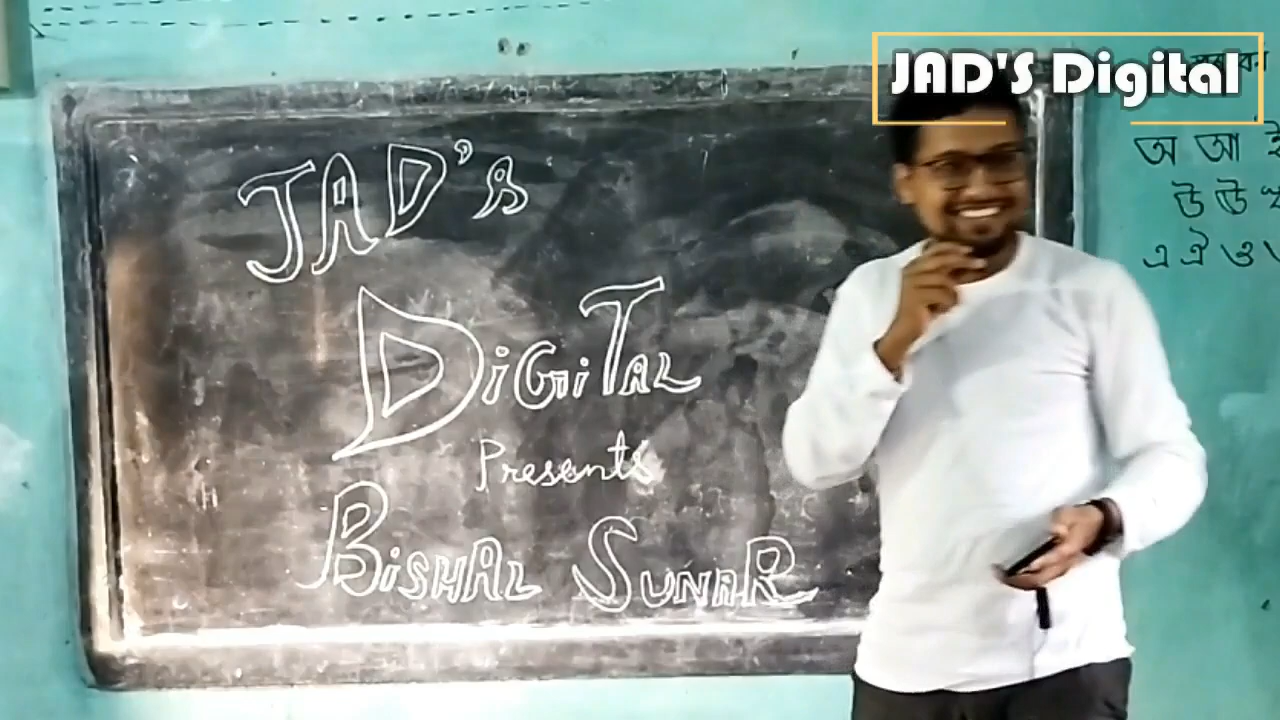 JAD'S Digital
JAD's
DiGiTAL
Presents
BiSHAL SUNAR
অ আ ই
উ ঊ
এ ঐ ও